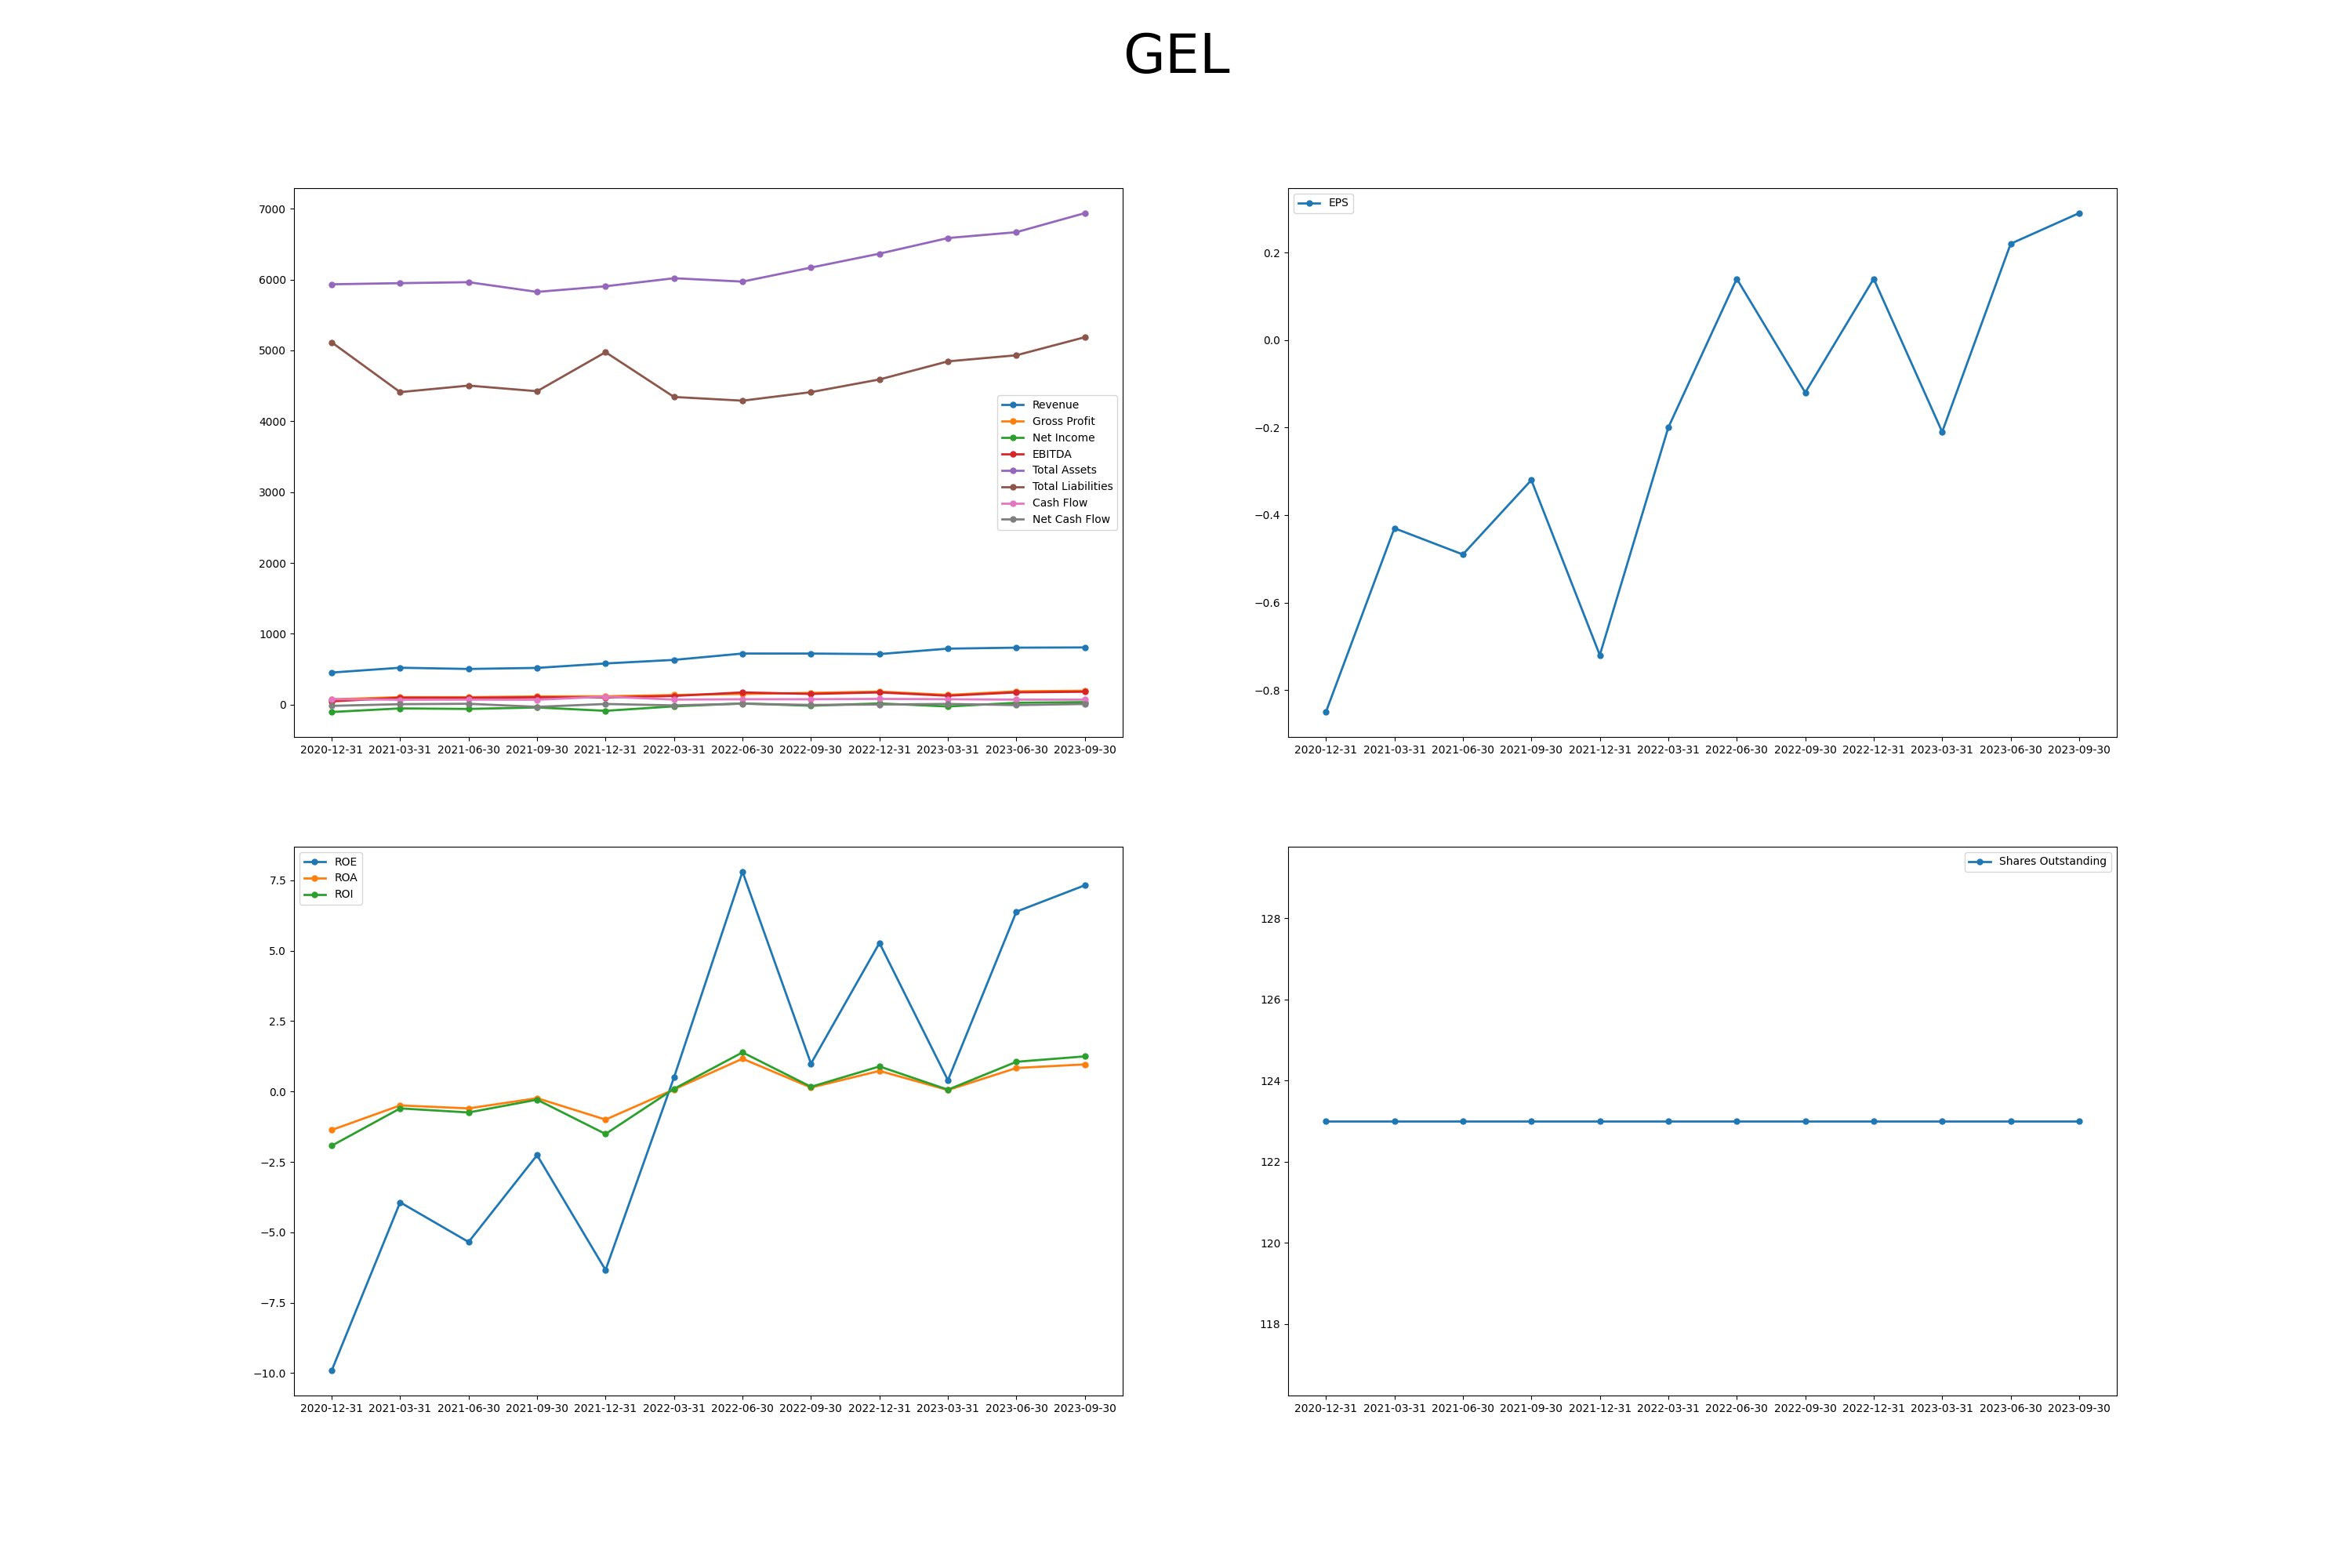 GEL
7000
6000
5000
4000
3000
2000
1000
0
Revenue
Gross Profit
Net Income
EBITDA
Total Assets
Total Liabilities
Cash Flow
Net Cash Flow
2020-12-31 2021-03-31 2021-06-30 2021-09-30 2021-12-31 2022-03-31 2022-06-30 2022-09-30 2022-12-31 2023-03-31 2023-06-30 2023-09-30
EPS
0.2
0.0
−0.2
−0.4
−0.6
−0.8
2020-12-31 2021-03-31 2021-06-30 2021-09-30 2021-12-31 2022-03-31 2022-06-30 2022-09-30 2022-12-31 2023-03-31 2023-06-30 2023-09-30
ROE
ROA
ROI
7.5
5.0
2.5
0.0
−2.5
−5.0
−7.5
−10.0
2020-12-31 2021-03-31 2021-06-30 2021-09-30 2021-12-31 2022-03-31 2022-06-30 2022-09-30 2022-12-31 2023-03-31 2023-06-30 2023-09-30
Shares Outstanding
128
126
124
122
120
118
2020-12-31 2021-03-31 2021-06-30 2021-09-30 2021-12-31 2022-03-31 2022-06-30 2022-09-30 2022-12-31 2023-03-31 2023-06-30 2023-09-30